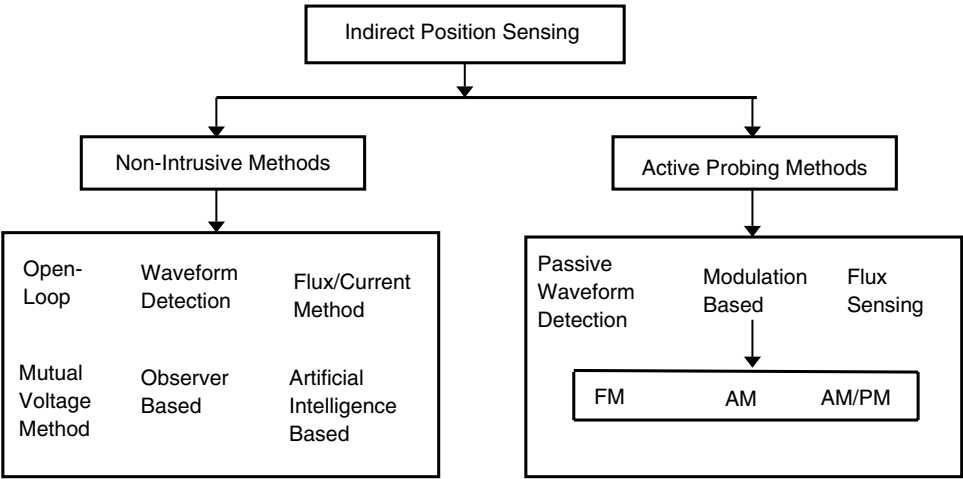 Indirect Position Sensing
Non-Intrusive Methods
Active Probing Methods
Open-
Loop
Waveform
Detection
Flux/Current
Method
Mutual
Voltage
Method
Observer
Based
Artificial
Intelligence
Based
Passive
Waveform
Detection
Modulation
Based
Flux
Sensing
FM
AM
AM/PM